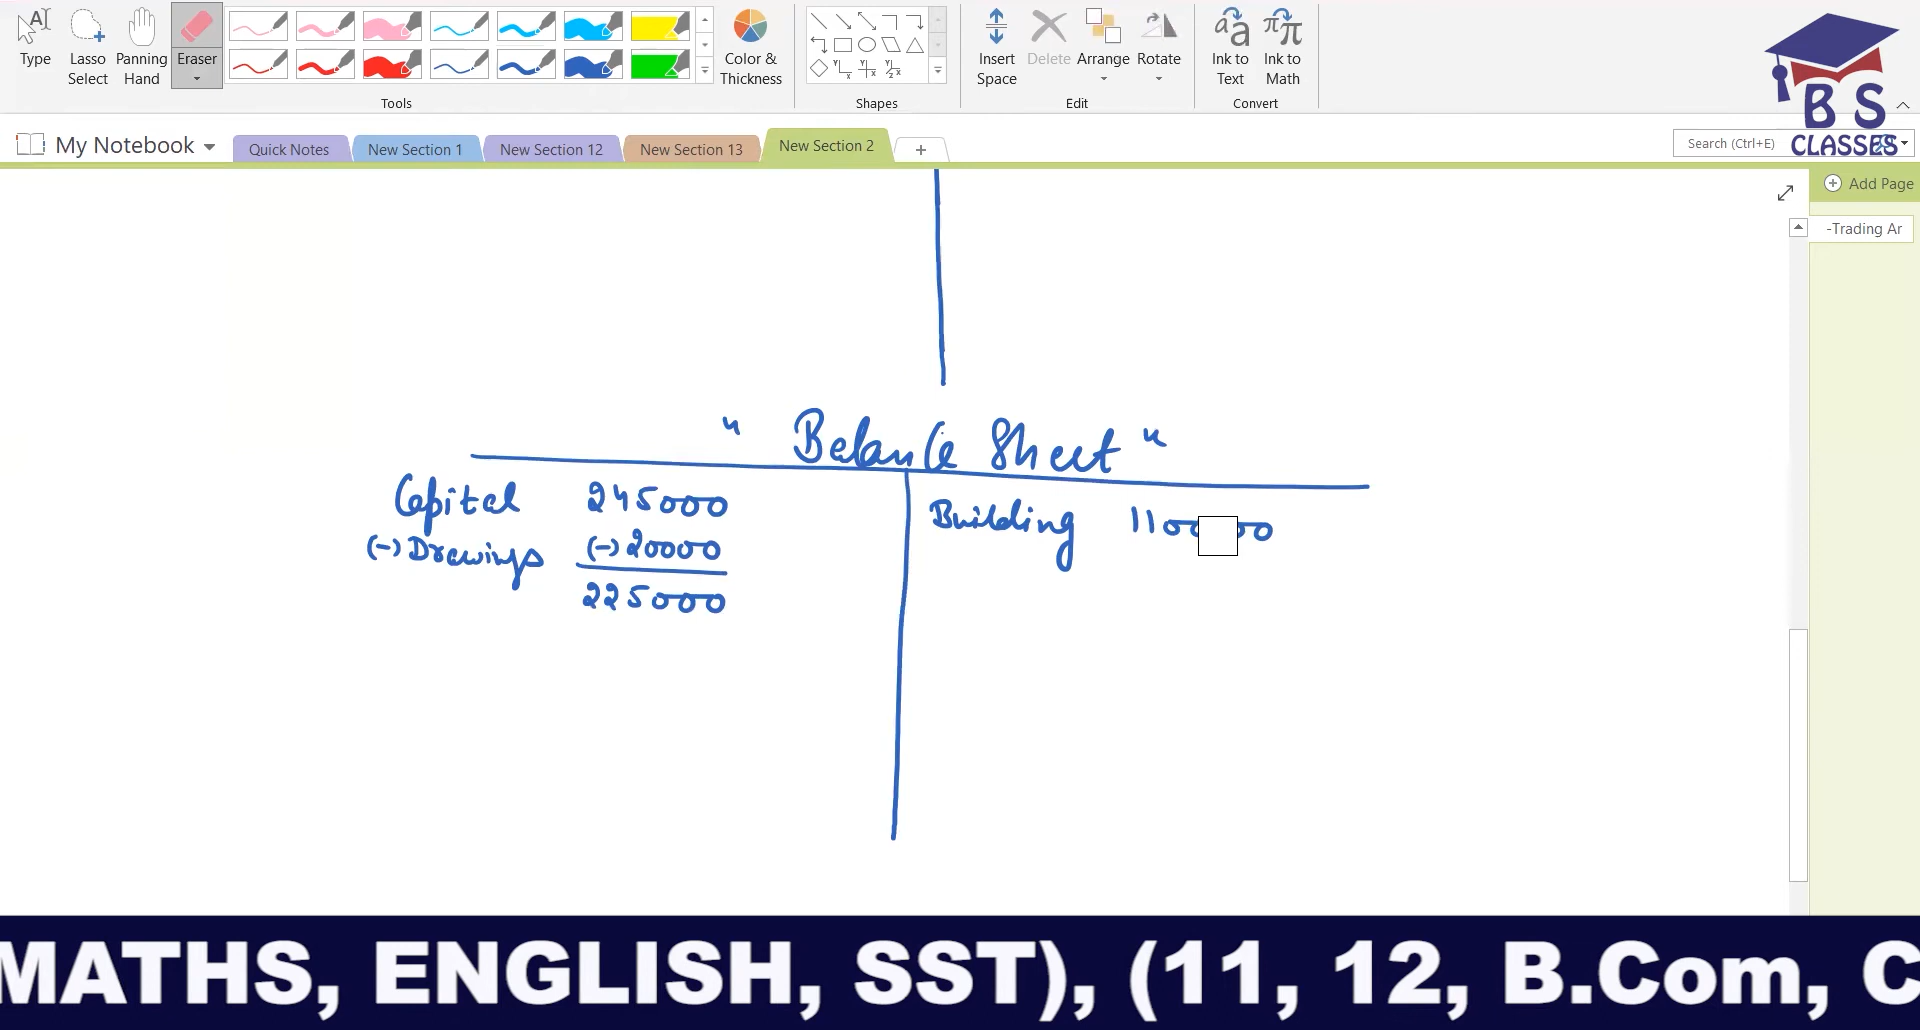 Type
Lasso Select
Panning Hand
Eraser
Color & Thickness
Insert Space
Delete
Arrange
Rotate
Ink to Text
Ink to Math
Tools
Shapes
Edit
Convert
B S
CLASSES
My Notebook
Quick Notes
New Section 1
New Section 12
New Section 13
New Section 2
Search (Ctrl+E)
Add Page
-Trading Ar
" Balance Sheet "
Capital 245000
(-) Drawings (-) 20000
225000
Building
MATHS, ENGLISH, SST), (11, 12, B.Com, C